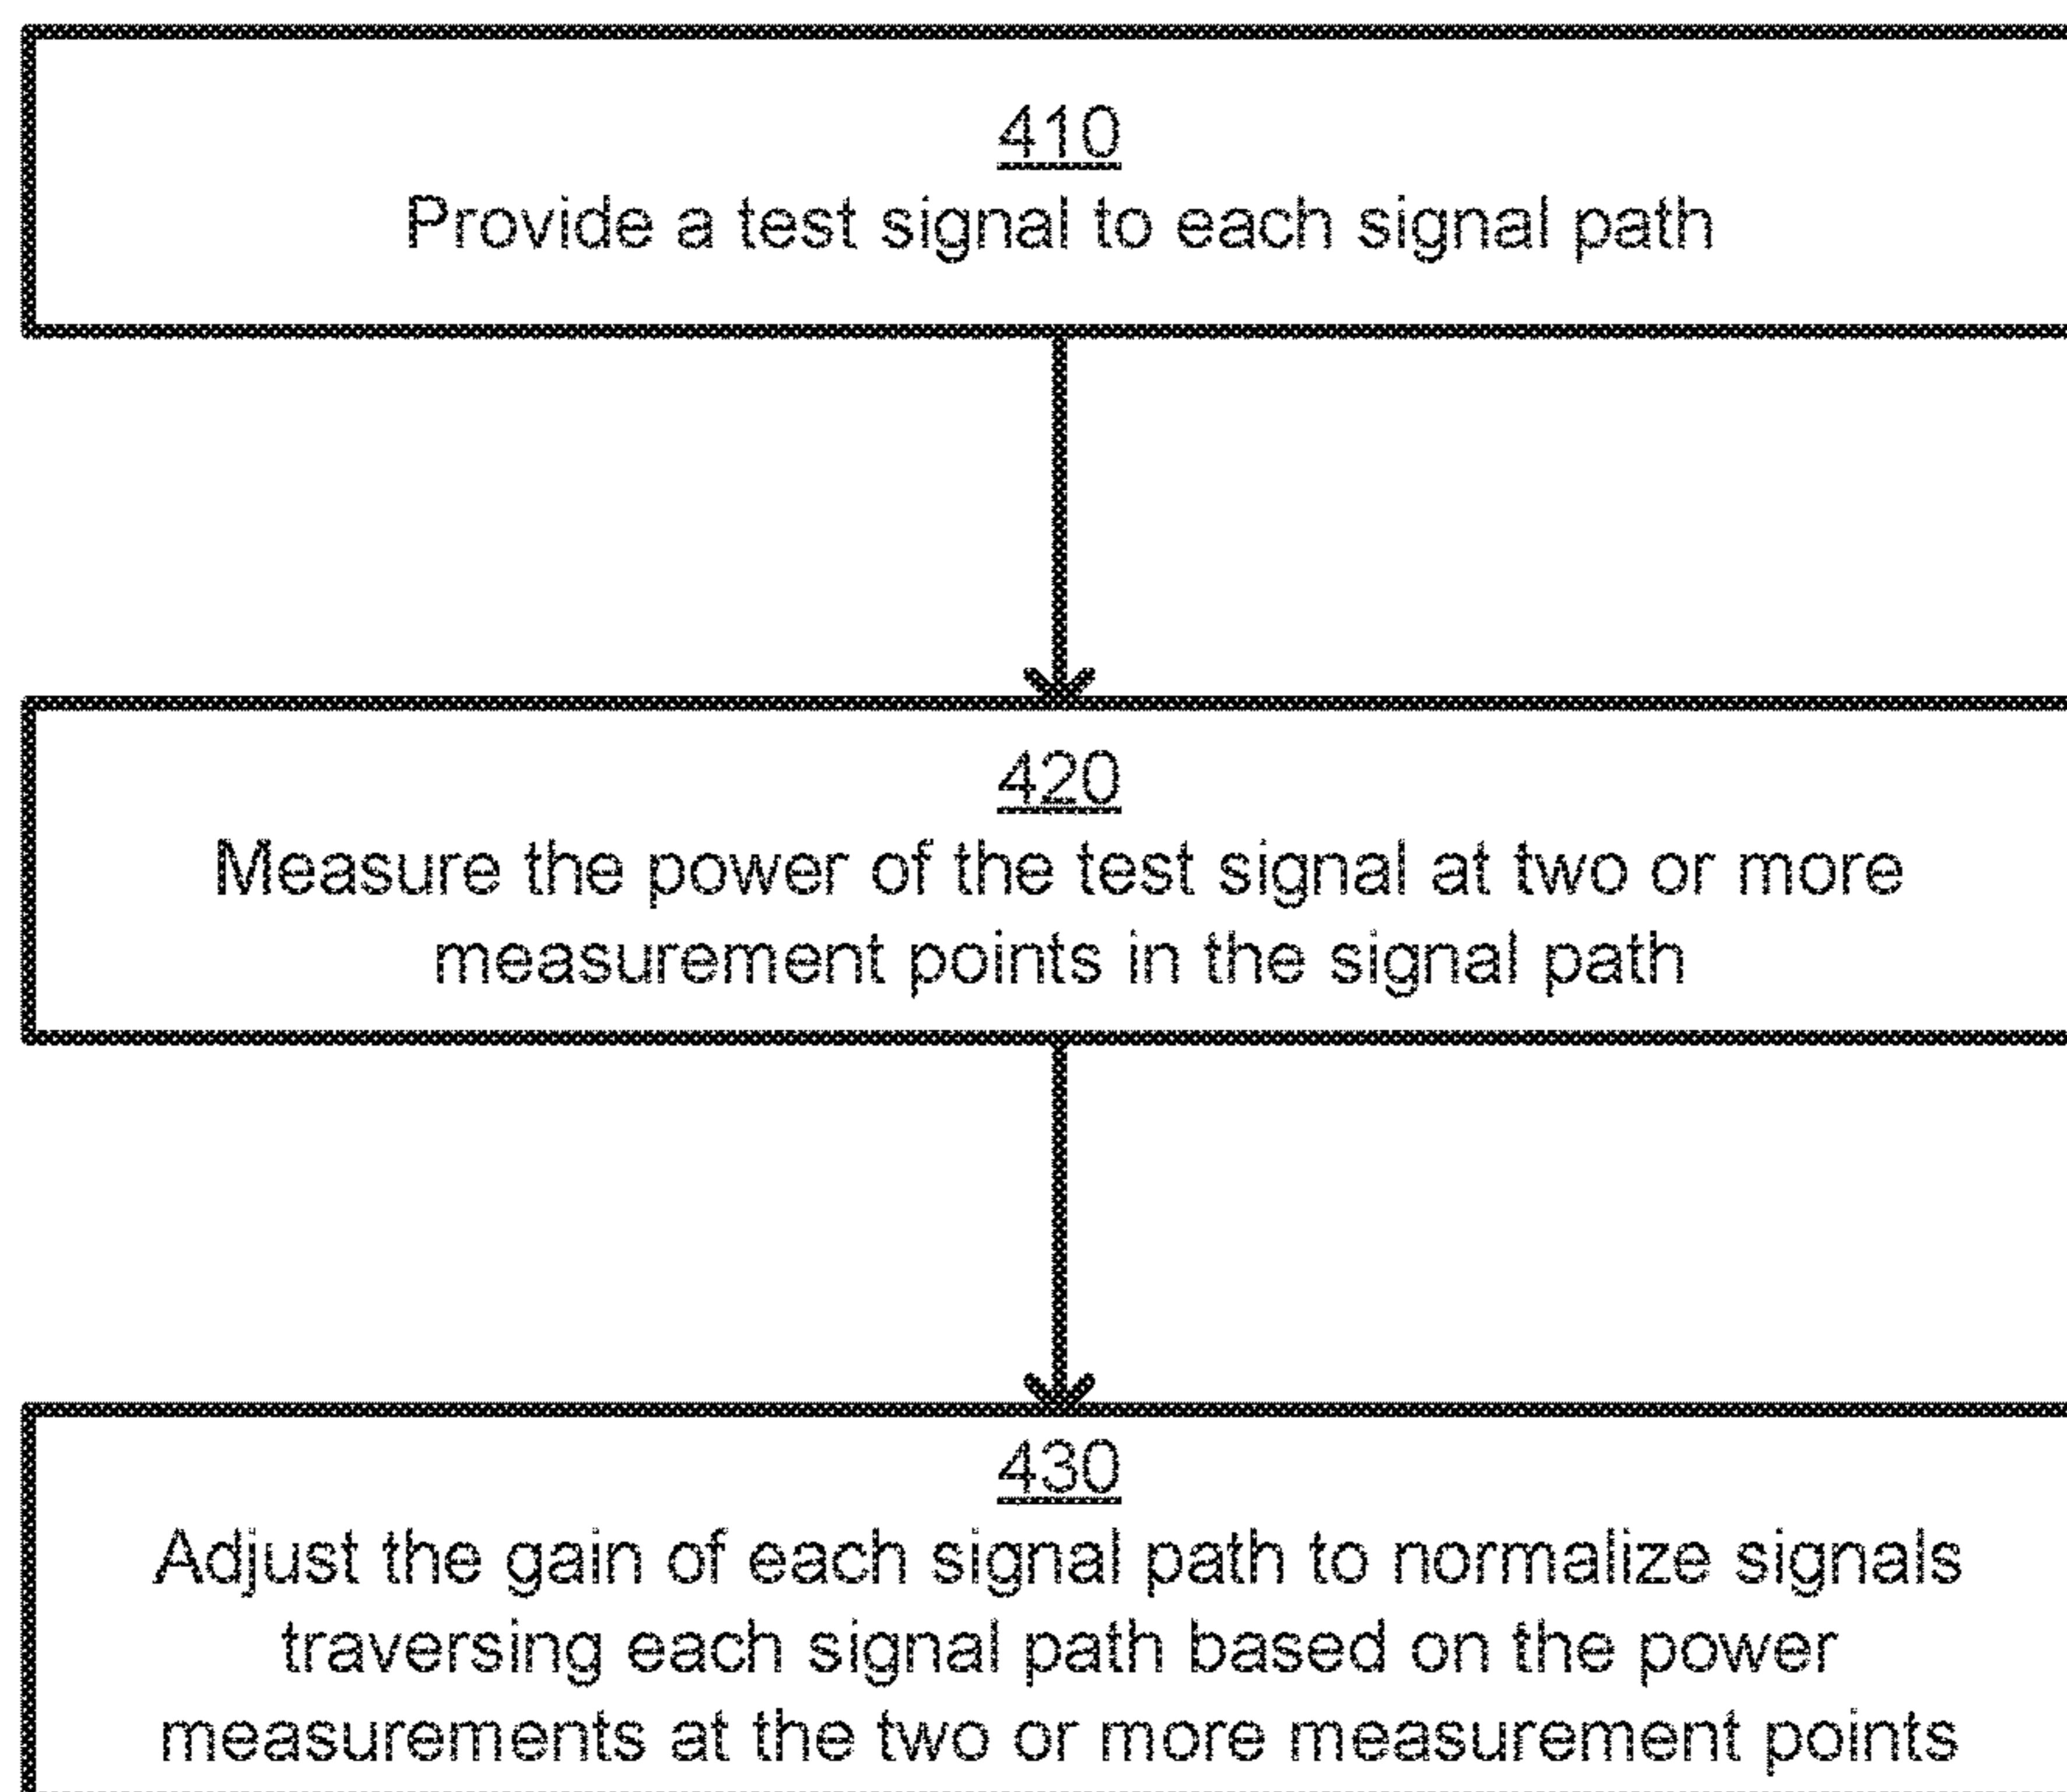 410
Provide a test signal to each signal path
420
Measure the power of the test signal at two or more
measurement points in the signal path
430
Adjust the gain of each signal path to normalize signals
traversing each signal path based on the power
measurements at the two or more measurement points